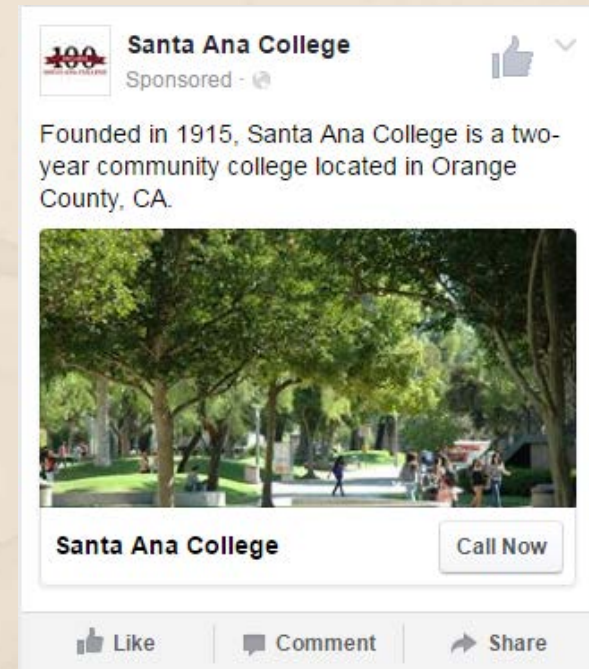 100
Santa Ana College
Sponsored ·
Founded in 1915, Santa Ana College is a two-
year community college located in Orange
County, CA.
Santa Ana College
Call Now
Like
Comment
Share